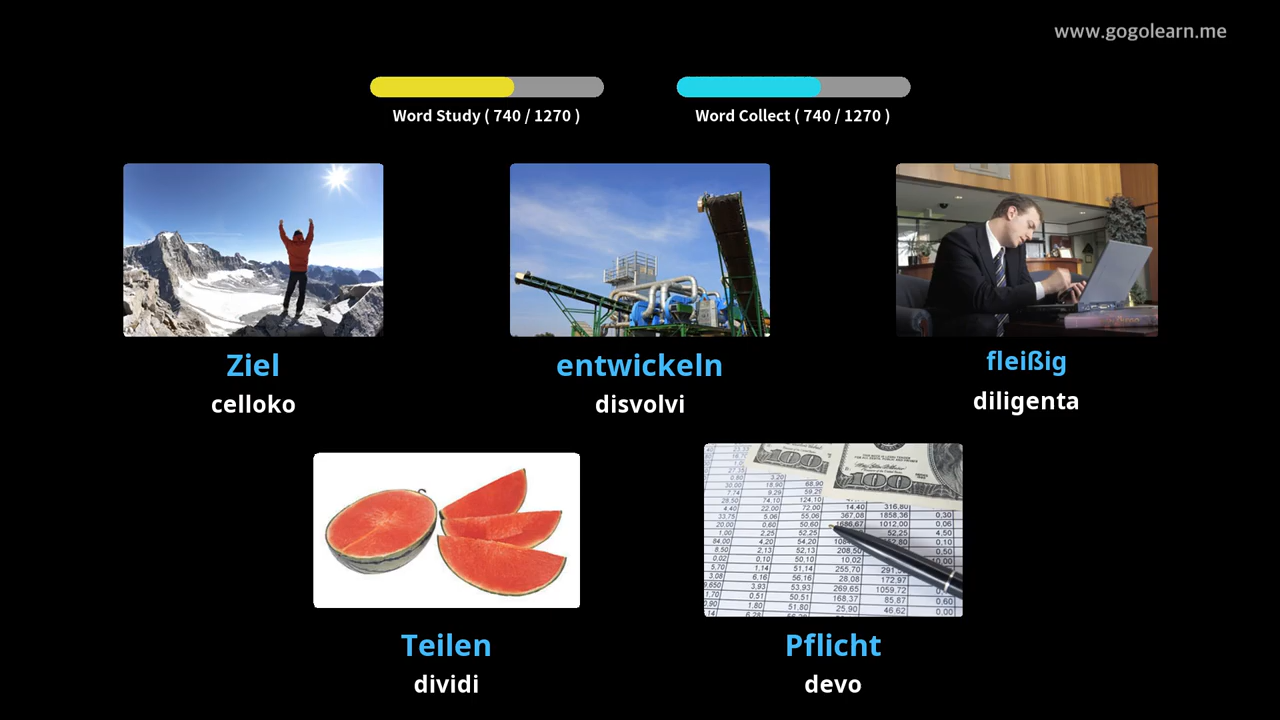 www.gogolearn.me
Word Study ( 740 / 1270 )
Word Collect ( 740 / 1270 )
Ziel
celloko
entwickeln
disvolvi
fleißig
diligenta
Teilen
dividi
Pflicht
devo